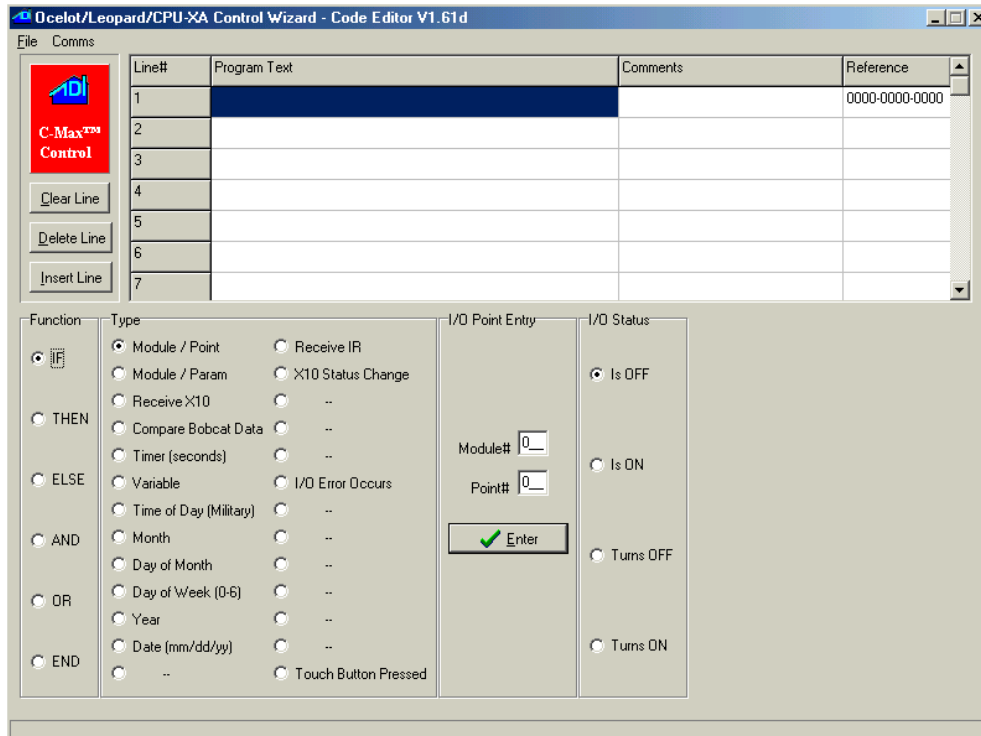 Ocelot/Leopard/CPU-XA Control Wizard - Code Editor V1.61d
File Comms
ADI
C-Max™
Control
Clear Line
Delete Line
Insert Line
Line# Program Text Comments Reference
1 0000-0000-0000
2
3
4
5
6
7
Function
IF
THEN
ELSE
AND
OR
END
Type
Module / Point Receive IR
Module / Param X10 Status Change
Receive X10 --
Compare Bobcat Data --
Timer (seconds) --
Variable I/O Error Occurs
Time of Day (Military) --
Month --
Day of Month --
Day of Week (0-6) --
Year --
Date (mm/dd/yy) --
-- Touch Button Pressed
I/O Point Entry
Module# 0__
Point# 0__
Enter
I/O Status
Is OFF
Is ON
Turns OFF
Turns ON